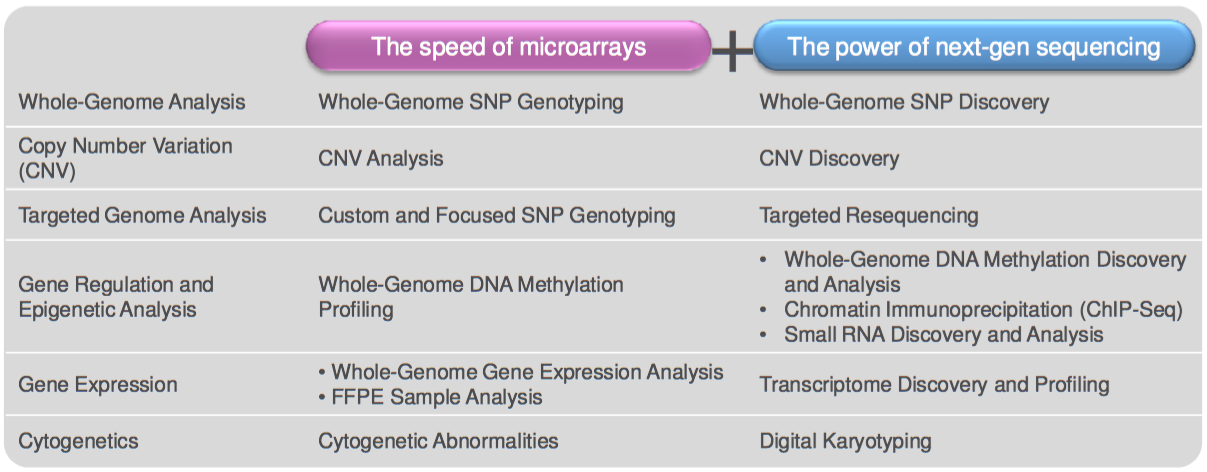 The speed of microarrays + The power of next-gen sequencing
Whole-Genome Analysis Whole-Genome SNP Genotyping Whole-Genome SNP Discovery
Copy Number Variation
(CNV) CNV Analysis CNV Discovery
Targeted Genome Analysis Custom and Focused SNP Genotyping Targeted Resequencing
Gene Regulation and
Epigenetic Analysis
Whole-Genome DNA Methylation
Profiling
• Whole-Genome DNA Methylation Discovery
and Analysis
• Chromatin Immunoprecipitation (ChIP-Seq)
• Small RNA Discovery and Analysis
Gene Expression
• Whole-Genome Gene Expression Analysis
• FFPE Sample Analysis
Transcriptome Discovery and Profiling
Cytogenetics Cytogenetic Abnormalities Digital Karyotyping